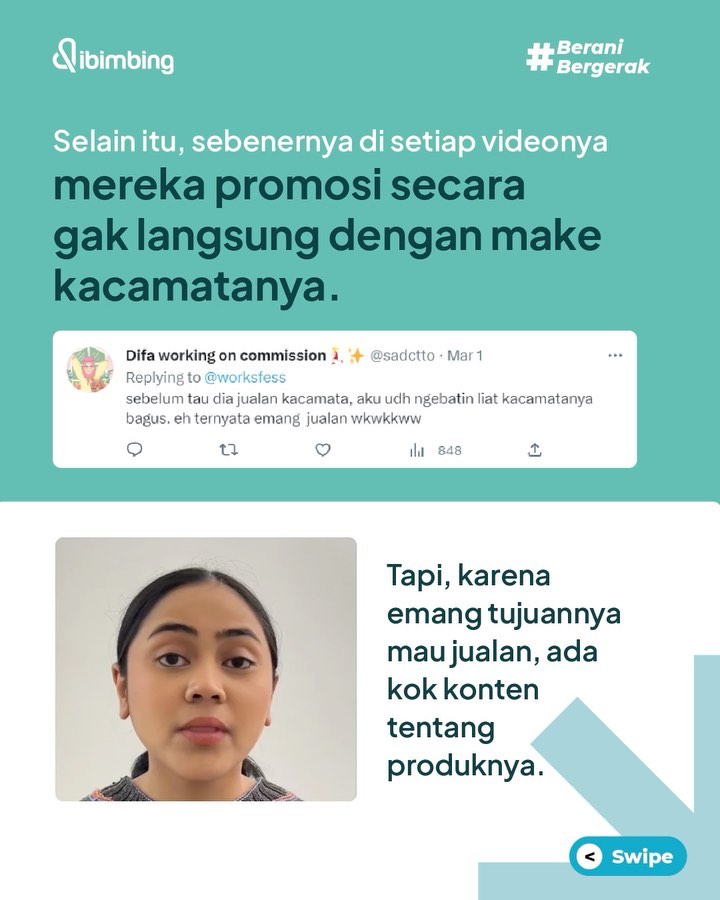 dibimbing
#Berani
Bergerak
Selain itu, sebenernya di setiap videonya
mereka promosi secara
gak langsung dengan make
kacamatanya.
Difa working on commission💃✨ @sadctto · Mar 1
Replying to @worksfess
sebelum tau dia jualan kacamata, aku udh ngebatin liat kacamatanya
bagus. eh ternyata emang jualan wkwkkww
848
Tapi, karena
emang tujuannya
mau jualan, ada
kok konten
tentang
produknya.
< Swipe